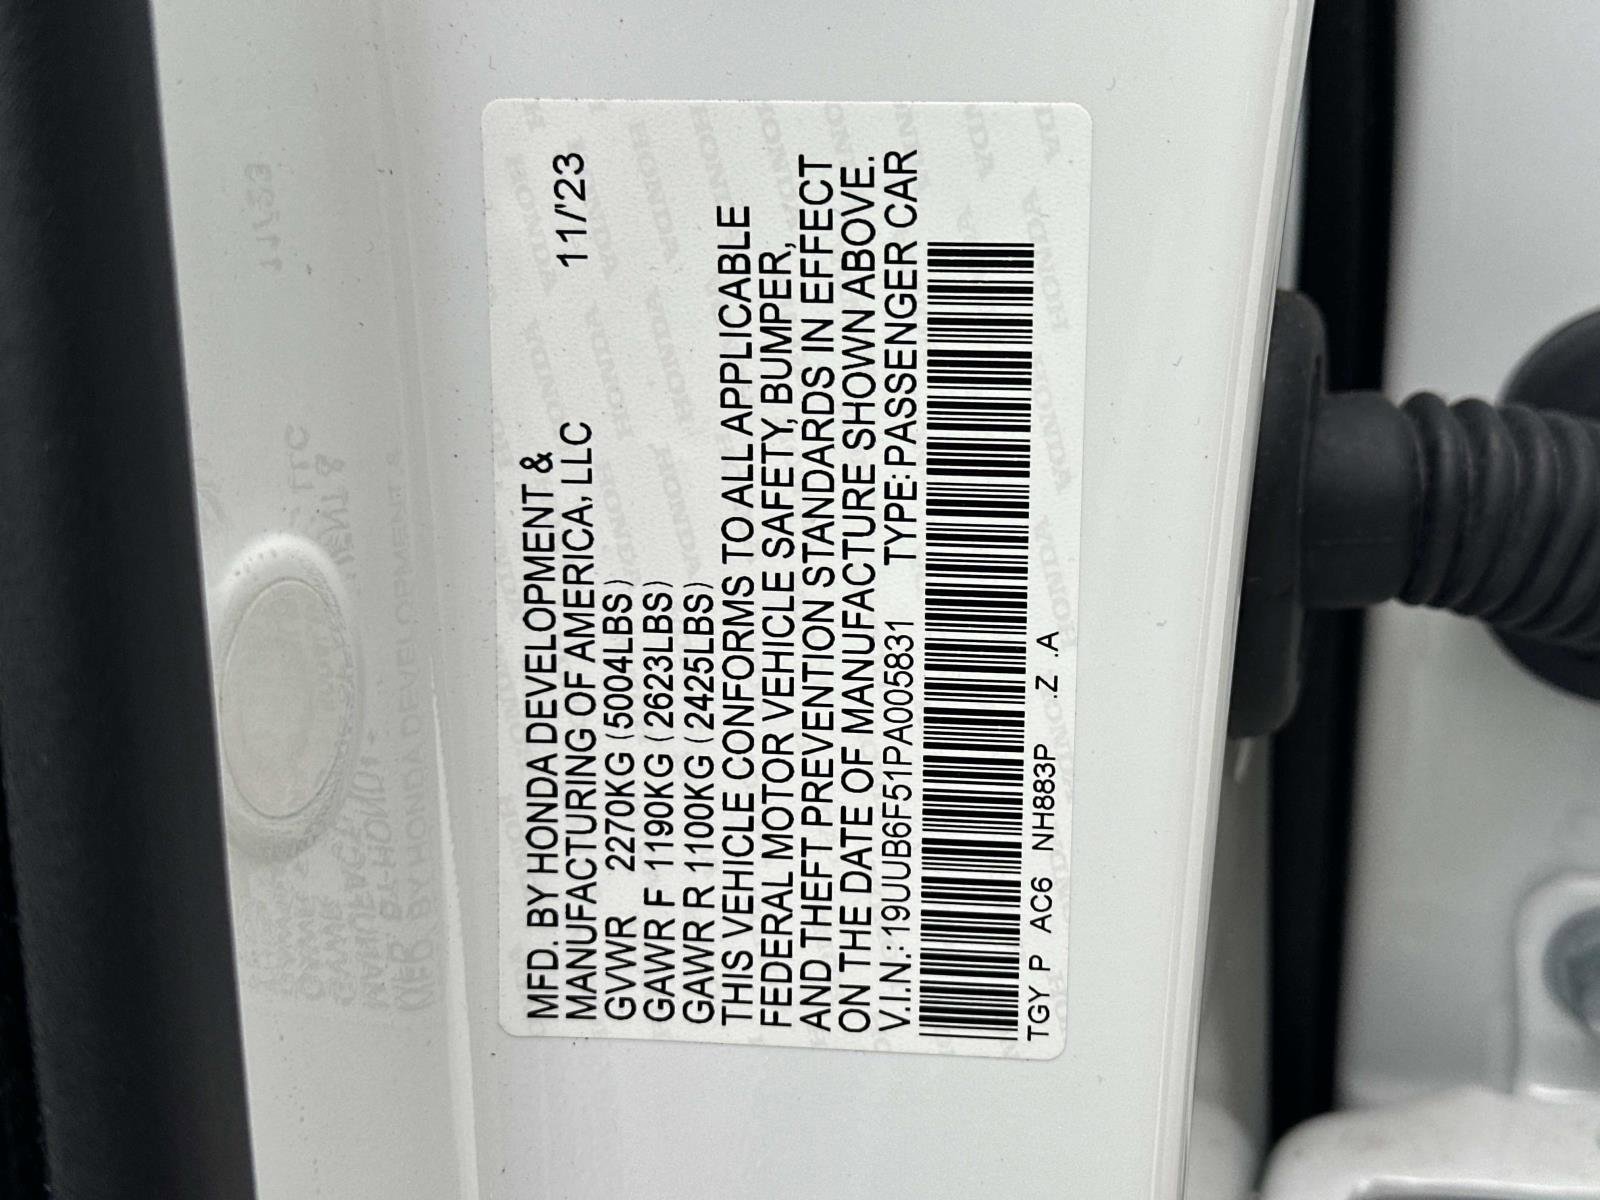 MFD. BY HONDA DEVELOPMENT &
MANUFACTURING OF AMERICA, LLC 11/'23
GVWR 2270KG (5004LBS)
GAWR F 1190KG (2623LBS)
GAWR R 1100KG (2425LBS)
THIS VEHICLE CONFORMS TO ALL APPLICABLE
FEDERAL MOTOR VEHICLE SAFETY, BUMPER,
AND THEFT PREVENTION STANDARDS IN EFFECT
ON THE DATE OF MANUFACTURE SHOWN ABOVE.
V.I.N.: 19UUB6F51PA005831 TYPE: PASSENGER CAR
TGY P AC6 NH883P .Z .A